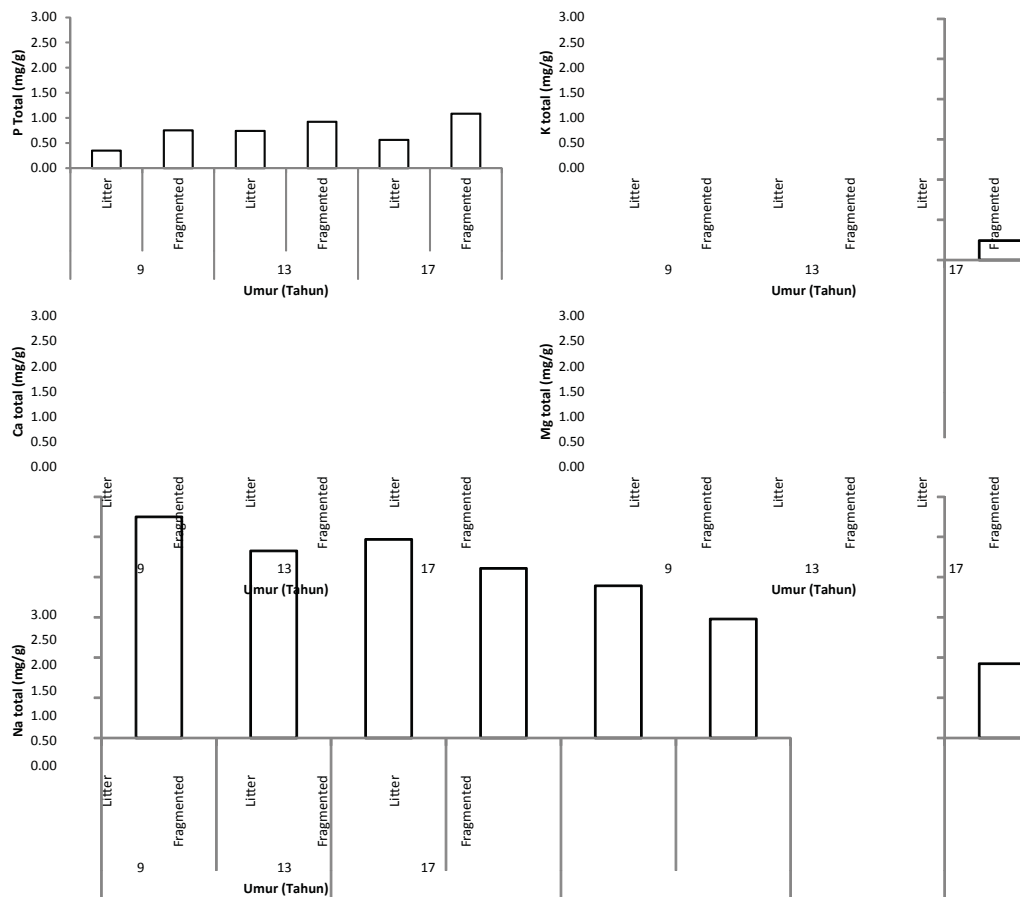 P Total (mg/g)
3.00
2.50
2.00
1.50
1.00
0.50
0.00
Litter
Fragmented
Litter
Fragmented
Litter
Fragmented
9
13
17
Umur (Tahun)
K total (mg/g)
3.00
2.50
2.00
1.50
1.00
0.50
0.00
Litter
Fragmented
Litter
Fragmented
Litter
Fragmented
9
13
17
Umur (Tahun)
Ca total (mg/g)
3.00
2.50
2.00
1.50
1.00
0.50
0.00
Litter
Fragmented
Litter
Fragmented
Litter
Fragmented
9
13
17
Umur (Tahun)
Mg total (mg/g)
3.00
2.50
2.00
1.50
1.00
0.50
0.00
Litter
Fragmented
Litter
Fragmented
Litter
Fragmented
9
13
17
Umur (Tahun)
Na total (mg/g)
3.00
2.50
2.00
1.50
1.00
0.50
0.00
Litter
Fragmented
Litter
Fragmented
Litter
Fragmented
9
13
17
Umur (Tahun)